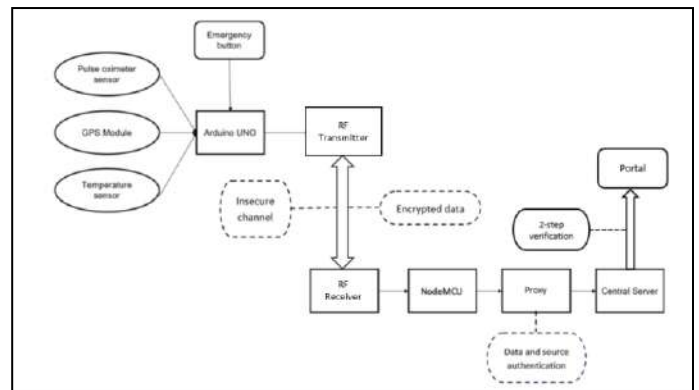 Emergency
button
Pulse oximeter
sensor
GPS Module
Arduino UNO
RF
Transmitter
Temperature
sensor
Portal
Insecure
channel
Encrypted data
2-step
verification
RF
Receiver
NodeMCU
Proxy
Central Server
Data and source
authentication